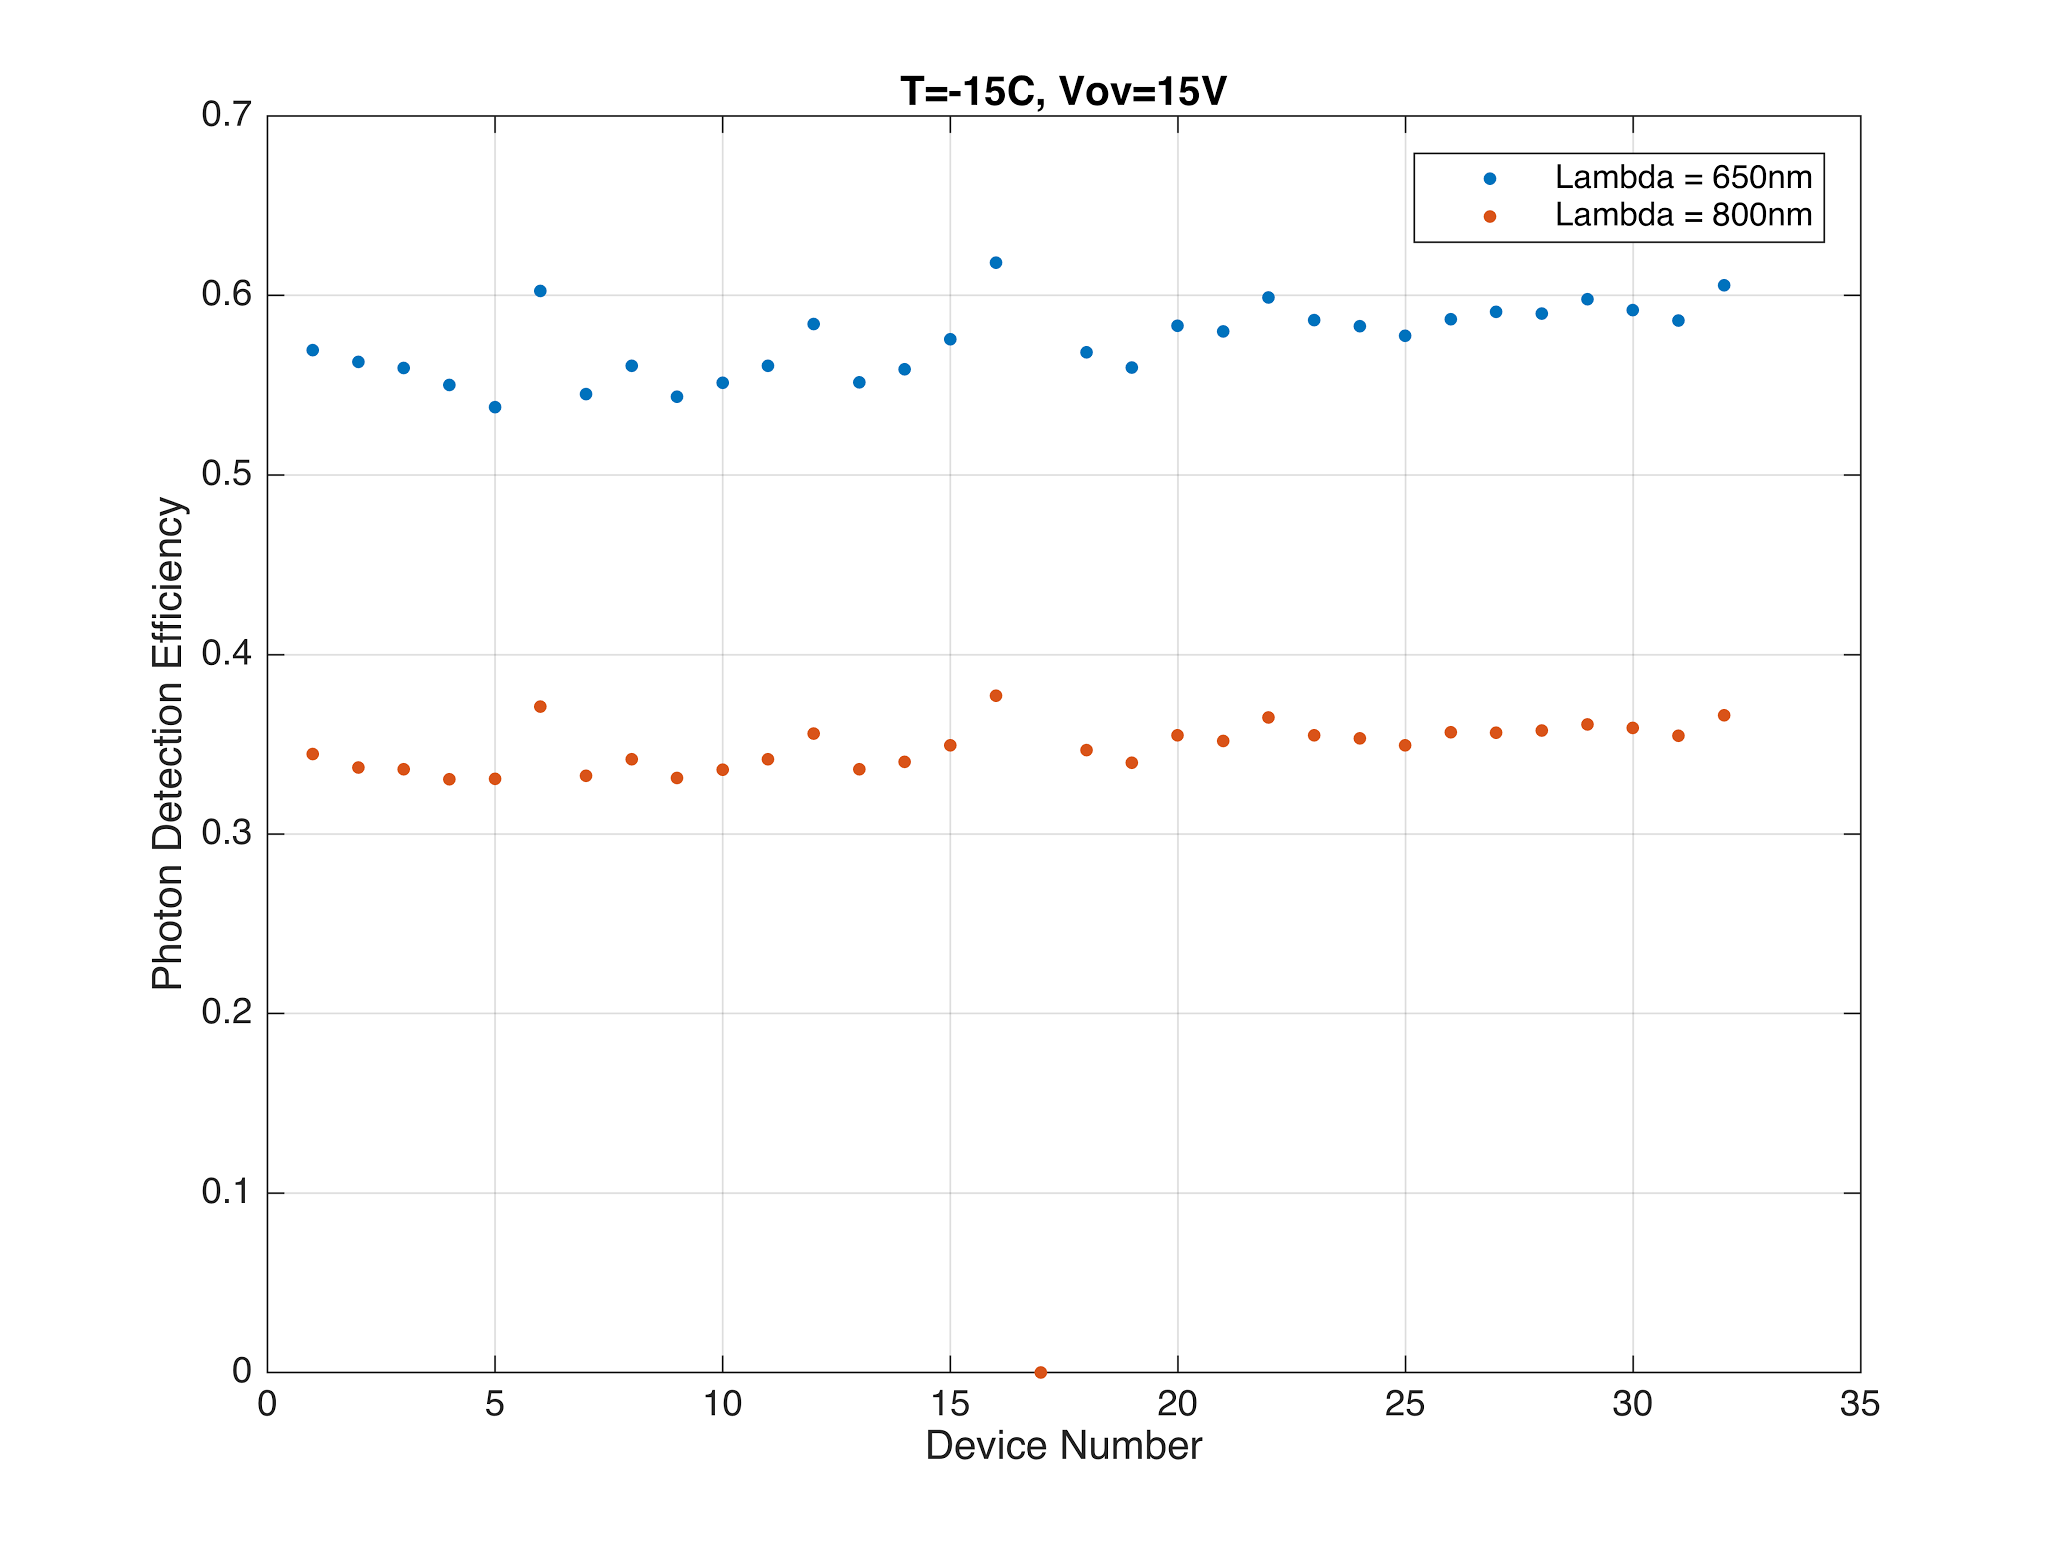 T=-15C, Vov=15V
Lambda = 650nm
Lambda = 800nm
Photon Detection Efficiency
0.7
0.6
0.5
0.4
0.3
0.2
0.1
0
0 5 10 15 20 25 30 35
Device Number